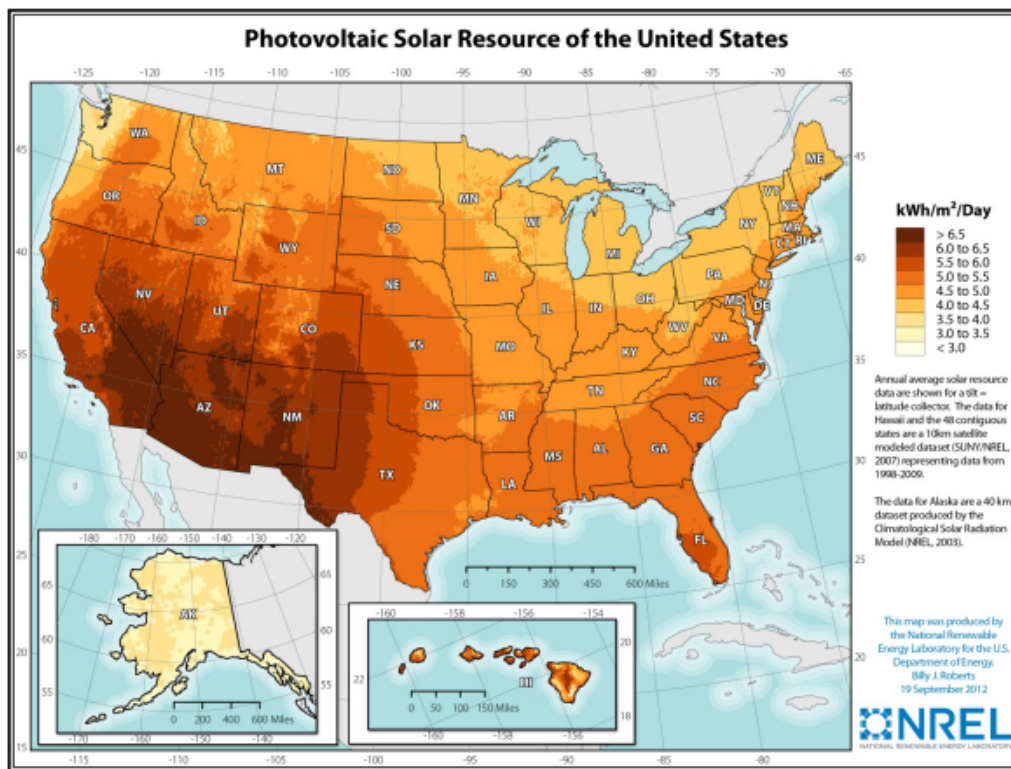 Photovoltaic Solar Resource of the United States
-125 -120 -115 -110 -105 -100 -95 -90 -85 -80 -75 -70 -65
45 45
40 40
35 35
30 30
25 25
20 20
15
-115 -110 -105 -100 -95 -90 -85 -80
WA
MT
ND
MN
ME
OR
ID
WY
SD
WI
MI
NY
VT
NH
MA
CT
RI
NV
UT
CO
NE
IA
IL
IN
OH
PA
NJ
MD
DE
CA
KS
MO
KY
WV
VA
AZ
NM
OK
AR
TN
NC
SC
TX
LA
MS
AL
GA
FL
kWh/m²/Day
> 6.5
6.0 to 6.5
5.5 to 6.0
5.0 to 5.5
4.5 to 5.0
4.0 to 4.5
3.5 to 4.0
3.0 to 3.5
< 3.0
Annual average solar resource
data are shown for a tilt =
latitude collector. The data for
Hawaii and the 48 contiguous
states are a 10km satellite
modeled dataset (SUNY/NREL,
2007) representing data from
1998-2009.
The data for Alaska are a 40 km
dataset produced by the
Climatological Solar Radiation
Model (NREL, 2003).
0 150 300 450 600 Miles
-180 -170 -160 -150 -140 -130 -120
65 65
60 60
55 55
AK
0 200 400 600 Miles
-170 -160 -150 -140
-160 -158 -156 -154
20
22
HI
0 50 100 150 Miles
18
-160 -158 -156
This map was produced by
the National Renewable
Energy Laboratory for the U.S.
Department of Energy.
Billy J. Roberts
19 September 2012
NREL
NATIONAL RENEWABLE ENERGY LABORATORY